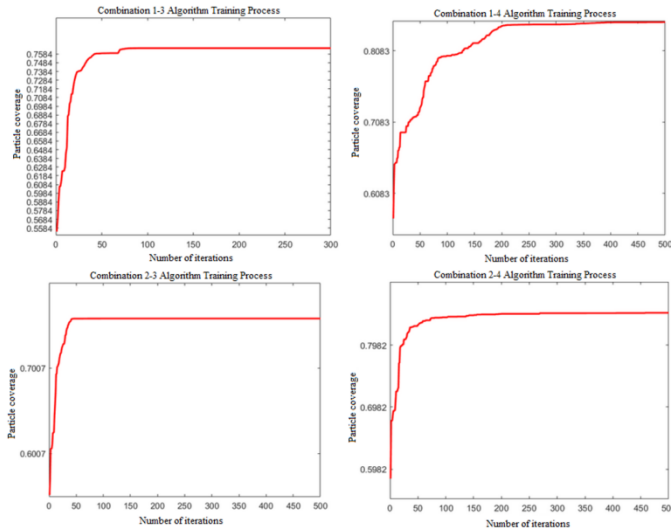 Combination 1-3 Algorithm Training Process
Particle coverage
0.7584
0.7484
0.7384
0.7284
0.7184
0.7084
0.6984
0.6884
0.6784
0.6684
0.6584
0.6484
0.6384
0.6284
0.6184
0.6084
0.5984
0.5884
0.5784
0.5684
0.5584
0 50 100 150 200 250 300
Number of iterations
Combination 1-4 Algorithm Training Process
Particle coverage
0.8083
0.7083
0.6083
0 50 100 150 200 250 300 350 400 450 500
Number of iterations
Combination 2-3 Algorithm Training Process
Particle coverage
0.7007
0.6007
0 50 100 150 200 250 300 350 400 450 500
Number of iterations
Combination 2-4 Algorithm Training Process
Particle coverage
0.7982
0.6982
0.5982
0 50 100 150 200 250 300 350 400 450 500
Number of iterations